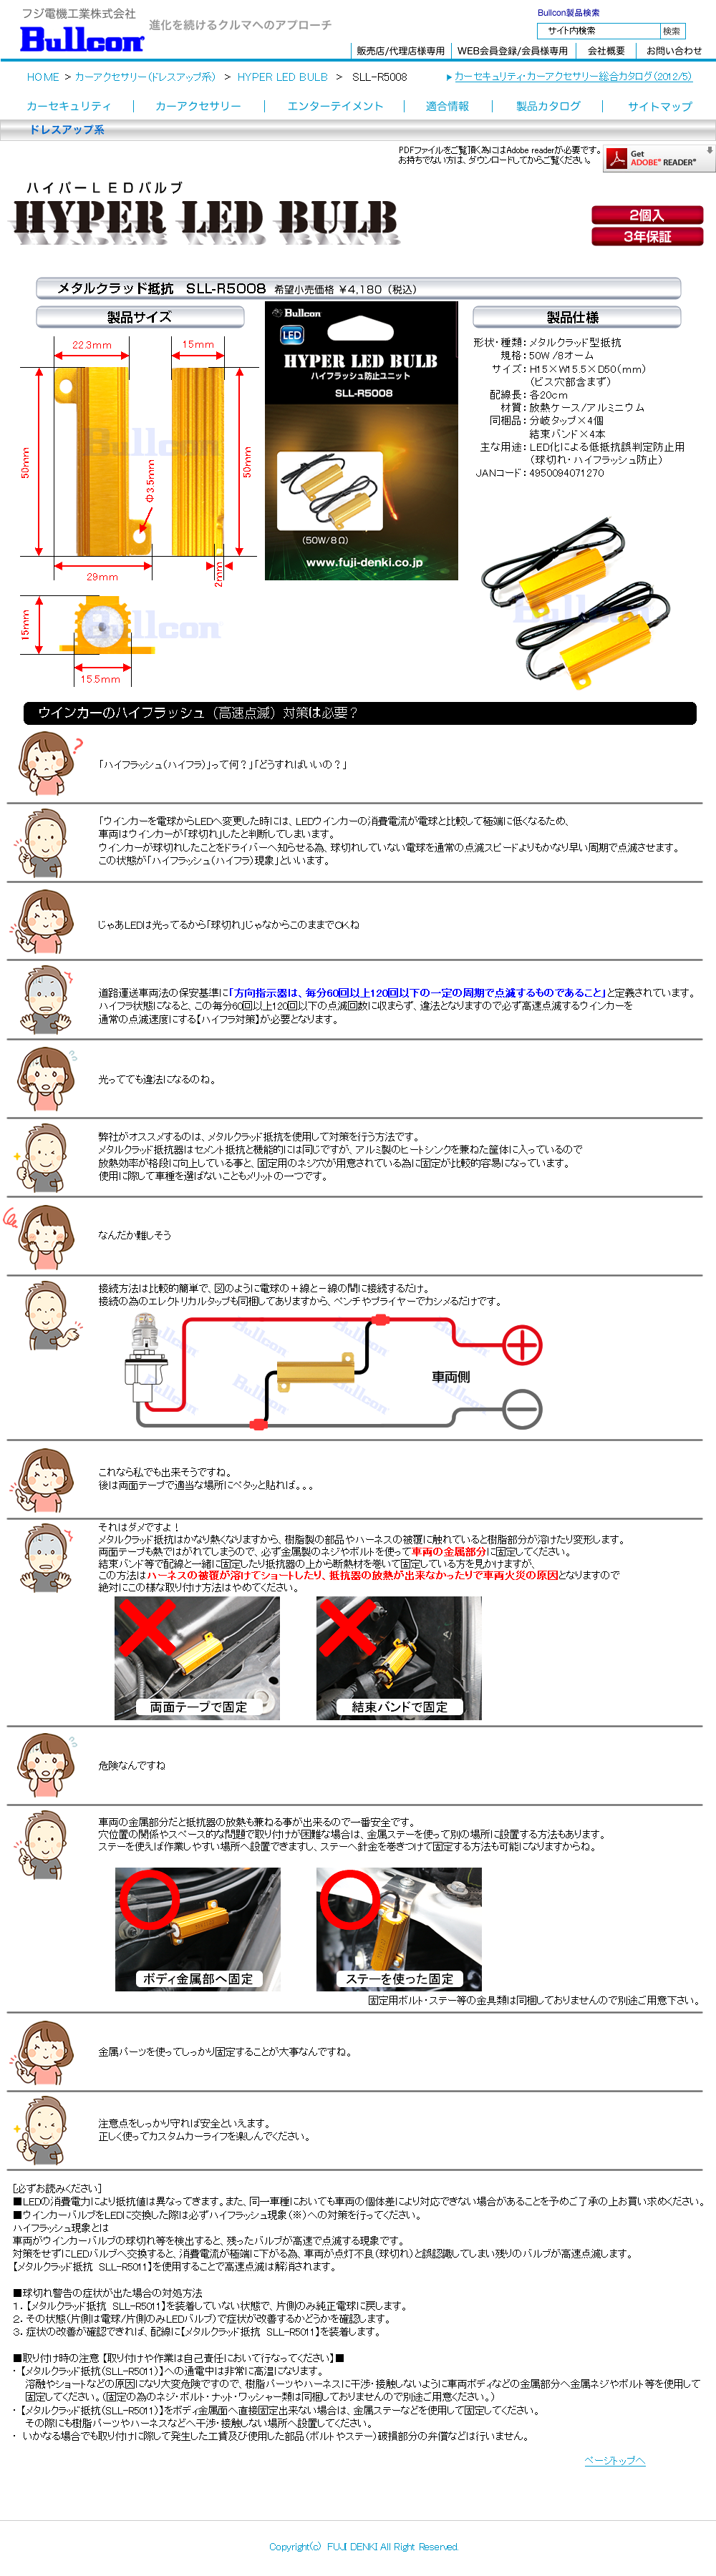 フジ電機工業株式会社
進化を続けるクルマへのアプローチ
Bullcon
Bullcon製品検索
サイト内検索
検索
販売店/代理店様専用
WEB会員登録/会員様専用
会社概要
お問い合わせ
HOME > カーアクセサリー(ドレスアップ系) > HYPER LED BULB > SLL-R5008
カーセキュリティ・カーアクセサリー総合カタログ(2012/5)
カーセキュリティ
カーアクセサリー
エンターテイメント
適合情報
製品カタログ
サイトマップ
ドレスアップ系
PDFファイルをご覧頂く為にはAdobe readerが必要です。
お持ちでない方は、ダウンロードしてからご覧ください。
Get
ADOBE® READER®
ハイパーLEDバルブ
HYPER LED BULB
2個入
3年保証
メタルクラッド抵抗 SLL-R5008 希望小売価格 ¥4,180（税込）
製品サイズ
22.3mm
15mm
50mm
Φ3.5mm
50mm
29mm
2mm
15mm
15.5mm
Bullcon
Bullcon
Bullcon
LED
HYPER LED BULB
ハイフラッシュ防止ユニット
SLL-R5008
(50W/8Ω)
www.fuji-denki.co.jp
製品仕様
形状・種類：メタルクラッド型抵抗
規格：50W /8オーム
サイズ：H15×W15.5×D50(mm)
(ビス穴部含まず)
配線長：各20cm
材質：放熱ケース/アルミニウム
同梱品：分岐タップ×4個
結束バンド×4本
主な用途：LED化による低抵抗誤判定防止用
(球切れ・ハイフラッシュ防止)
JANコード：4950094071270
Bullcon
ウインカーのハイフラッシュ（高速点滅）対策は必要？
「ハイフラッシュ(ハイフラ)」って何？」「どうすればいいの？」
「ウインカーを電球からLEDへ変更した時には、LEDウインカーの消費電流が電球と比較して極端に低くなるため、
車両はウインカーが「球切れ」したと判断してしまいます。
ウインカーが球切れしたことをドライバーへ知らせる為、球切れしていない電球を通常の点滅スピードよりもかなり早い周期で点滅させます。
この状態が「ハイフラッシュ(ハイフラ)現象」といいます。
じゃあLEDは光ってるから「球切れ」じゃなからこのままでOKね
道路運送車両法の保安基準に「方向指示器は、毎分60回以上120回以下の一定の周期で点滅するものであること」と定義されています。
ハイフラ状態になると、この毎分60回以上120回以下の点滅回数に収まらず、違法となりますので必ず高速点滅するウインカーを
通常の点滅速度にする【ハイフラ対策】が必要となります。
光ってても違法になるのね。
弊社がオススメするのは、メタルクラッド抵抗を使用して対策を行う方法です。
メタルクラッド抵抗器はセメント抵抗と機能的には同じですが、アルミ製のヒートシンクを兼ねた筐体に入っているので
放熱効率が格段に向上している事と、固定用のネジ穴が用意されている為に固定が比較的容易になっています。
使用に際して車種を選ばないこともメリットの一つです。
なんだか難しそう
接続方法は比較的簡単で、図のように電球の＋線と－線の間に接続するだけ。
接続の為のエレクトリカルタップも同梱してありますから、ペンチやプライヤーでカシメるだけです。
Bullcon
Bullcon
Bullcon
Bullcon
Bullcon
Bullcon
Bullcon
Bullcon
車両側
これなら私でも出来そうですね。
後は両面テープで適当な場所にペタッと貼れば。。。
それはダメですよ！
メタルクラッド抵抗はかなり熱くなりますから、樹脂製の部品やハーネスの被覆に触れていると樹脂部分が溶けたり変形します。
両面テープも熱ではがれてしまうので、必ず金属製のネジやボルトを使って車両の金属部分に固定してください。
結束バンド等で配線と一緒に固定したり抵抗器の上から断熱材を巻いて固定している方を見かけますが、
この方法はハーネスの被覆が溶けてショートしたり、抵抗器の放熱が出来なかったりで車両火災の原因となりますので
絶対にこの様な取り付け方法はやめてください。
両面テープで固定
結束バンドで固定
危険なんですね
車両の金属部分だと抵抗器の放熱も兼ねる事が出来るので一番安全です。
穴位置の関係やスペース的な問題で取り付けが困難な場合は、金属ステーを使って別の場所に設置する方法もあります。
ステーを使えば作業しやすい場所へ設置できますし、ステーへ針金を巻きつけて固定する方法も可能になりますからね。
ボディ金属部へ固定
ステーを使った固定
固定用ボルト・ステー等の金具類は同梱しておりませんので別途ご用意下さい。
金属パーツを使ってしっかり固定することが大事なんですね。
注意点をしっかり守れば安全といえます。
正しく使ってカスタムカーライフを楽しんでください。
[必ずお読みください]
■LEDの消費電力により抵抗値は異なってきます。また、同一車種においても車両の個体差により対応できない場合があることを予めご了承の上お買い求めください。
■ウインカーバルブをLEDに交換した際は必ずハイフラッシュ現象(※)への対策を行ってください。
ハイフラッシュ現象とは
車両がウインカーバルブの球切れ等を検出すると、残ったバルブが高速で点滅する現象です。
対策をせずにLEDバルブへ交換すると、消費電流が極端に下がる為、車両が点灯不良(球切れ)と誤認識してしまい残りのバルブが高速点滅します。
【メタルクラッド抵抗 SLL-R5011】を使用することで高速点滅は解消されます。
■球切れ警告の症状が出た場合の対処方法
1．【メタルクラッド抵抗 SLL-R5011】を装着していない状態で、片側のみ純正電球に戻します。
2．その状態(片側は電球/片側のみLEDバルブ)で症状が改善するかどうかを確認します。
3．症状の改善が確認できれば、配線に【メタルクラッド抵抗 SLL-R5011】を装着します。
■取り付け時の注意 【取り付けや作業は自己責任において行なってください】■
・【メタルクラッド抵抗(SLL-R5011)】への通電中は非常に高温になります。
溶融やショートなどの原因になり大変危険ですので、樹脂パーツやハーネスに干渉・接触しないように車両ボディなどの金属部分へ金属ネジやボルト等を使用して
固定してください。(固定の為のネジ・ボルト・ナット・ワッシャー類は同梱しておりませんので別途ご用意ください。)
・【メタルクラッド抵抗(SLL-R5011)】をボディ金属面へ直接固定出来ない場合は、金属ステーなどを使用して固定してください。
その際にも樹脂パーツやハーネスなどへ干渉・接触しない場所へ設置してください。
・いかなる場合でも取り付けに際して発生した工賃及び使用した部品(ボルトやステー)破損部分の弁償などは行いません。
ページトップへ
Copyright(c) FUJI DENKI All Right Reserved.